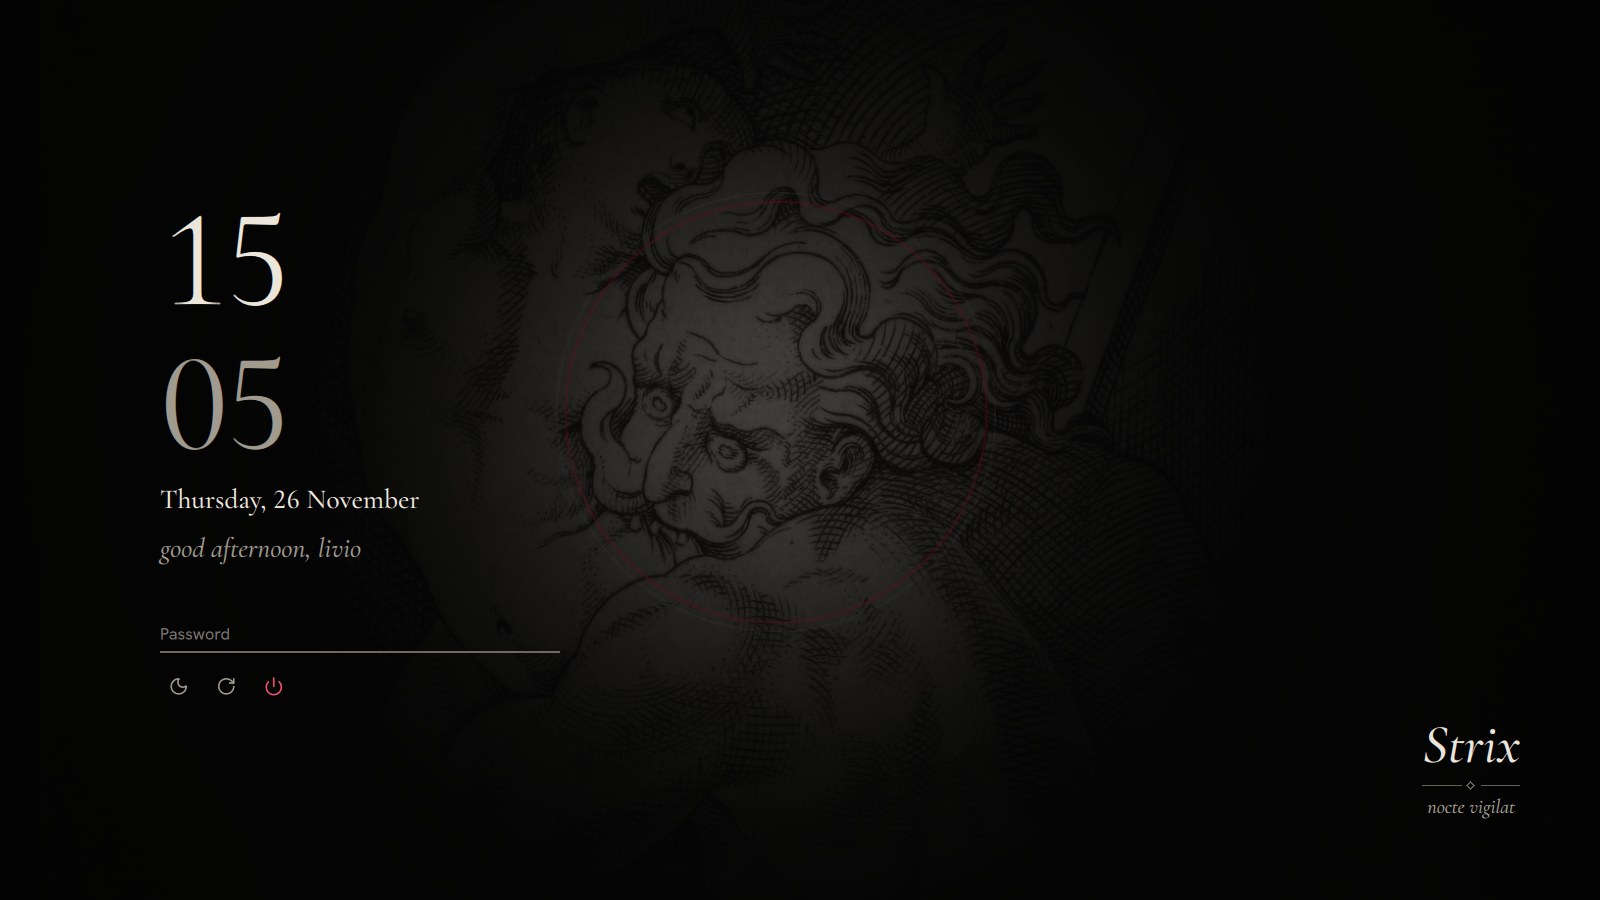 15
05
Thursday, 26 November
good afternoon, livio
Password
Strix
nocte vigilat